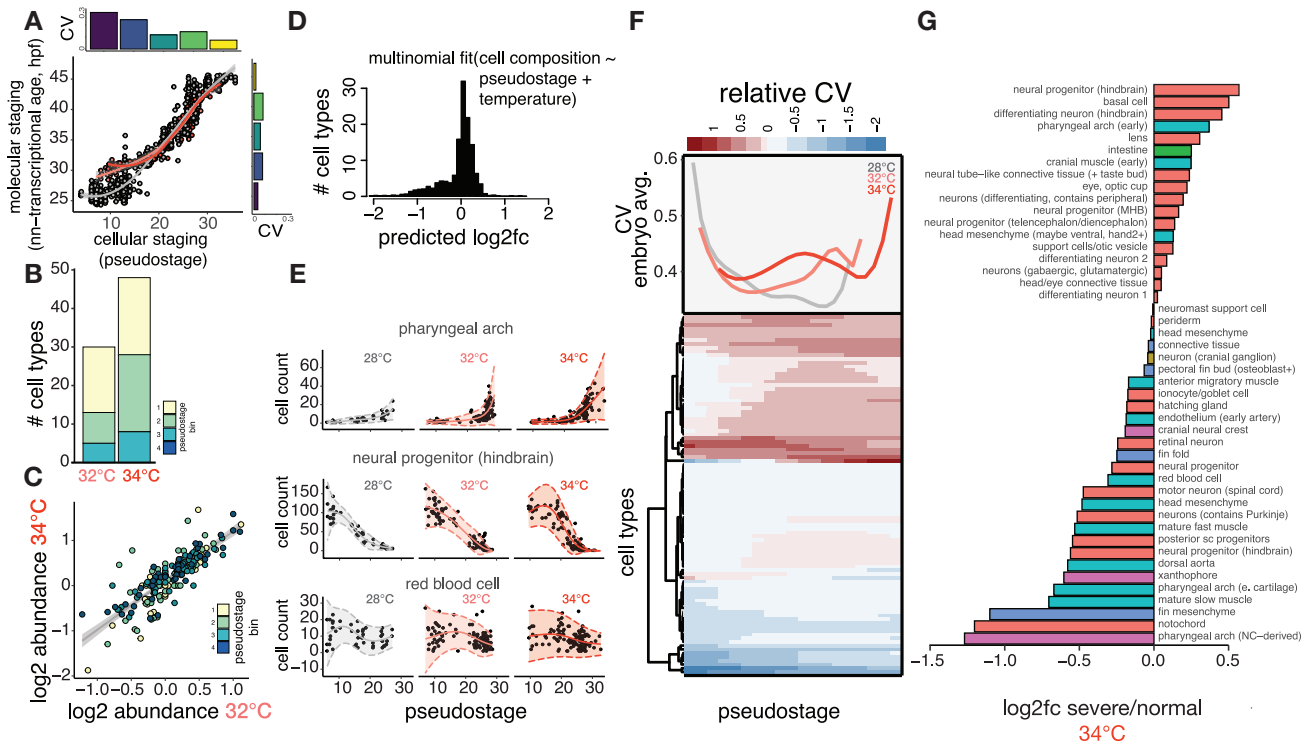 A
CV
0.3
0
molecular staging
(nn−transcriptional age, hpf)
45
40
35
30
25
10
20
30
cellular staging
(pseudostage)
0
0.3
CV
B
# cell types
50
40
30
20
10
0
32°C
34°C
1
2
3
4
pseudostage
bin
C
log2 abundance 34°C
1
0
−1
−2
−1.0
−0.5
0.0
0.5
1.0
log2 abundance 32°C
1
2
3
4
pseudostage
bin
D
multinomial fit(cell composition ~
pseudostage +
temperature)
# cell types
30
20
10
0
−2
−1
0
1
2
predicted log2fc
E
pharyngeal arch
cell count
60
40
20
0
28°C
32°C
34°C
neural progenitor (hindbrain)
cell count
150
100
50
0
28°C
32°C
34°C
red blood cell
cell count
30
20
10
0
−10
28°C
32°C
34°C
10 20 30
10 20 30
10 20 30
pseudostage
F
relative CV
1
0.5
0
−0.5
−1
−1.5
−2
CV
embryo avg.
0.6
0.5
0.4
28°C
32°C
34°C
cell types
pseudostage
G
neural progenitor (hindbrain)
basal cell
differentiating neuron (hindbrain)
pharyngeal arch (early)
lens
intestine
cranial muscle (early)
neural tube−like connective tissue (+ taste bud)
eye, optic cup
neurons (differentiating, contains peripheral)
neural progenitor (MHB)
neural progenitor (telencephalon/diencephalon)
head mesenchyme (maybe ventral, hand2+)
support cells/otic vesicle
differentiating neuron 2
neurons (gabaergic, glutamatergic)
head/eye connective tissue
differentiating neuron 1
neuromast support cell
periderm
head mesenchyme
connective tissue
neuron (cranial ganglion)
pectoral fin bud (osteoblast+)
anterior migratory muscle
ionocyte/goblet cell
hatching gland
endothelium (early artery)
cranial neural crest
retinal neuron
fin fold
neural progenitor
red blood cell
motor neuron (spinal cord)
head mesenchyme
neurons (contains Purkinje)
mature fast muscle
posterior sc progenitors
neural progenitor (hindbrain)
dorsal aorta
xanthophore
pharyngeal arch (e. cartilage)
mature slow muscle
fin mesenchyme
notochord
pharyngeal arch (NC−derived)
−1.5
−1.0
−0.5
0.0
0.5
log2fc severe/normal
34°C